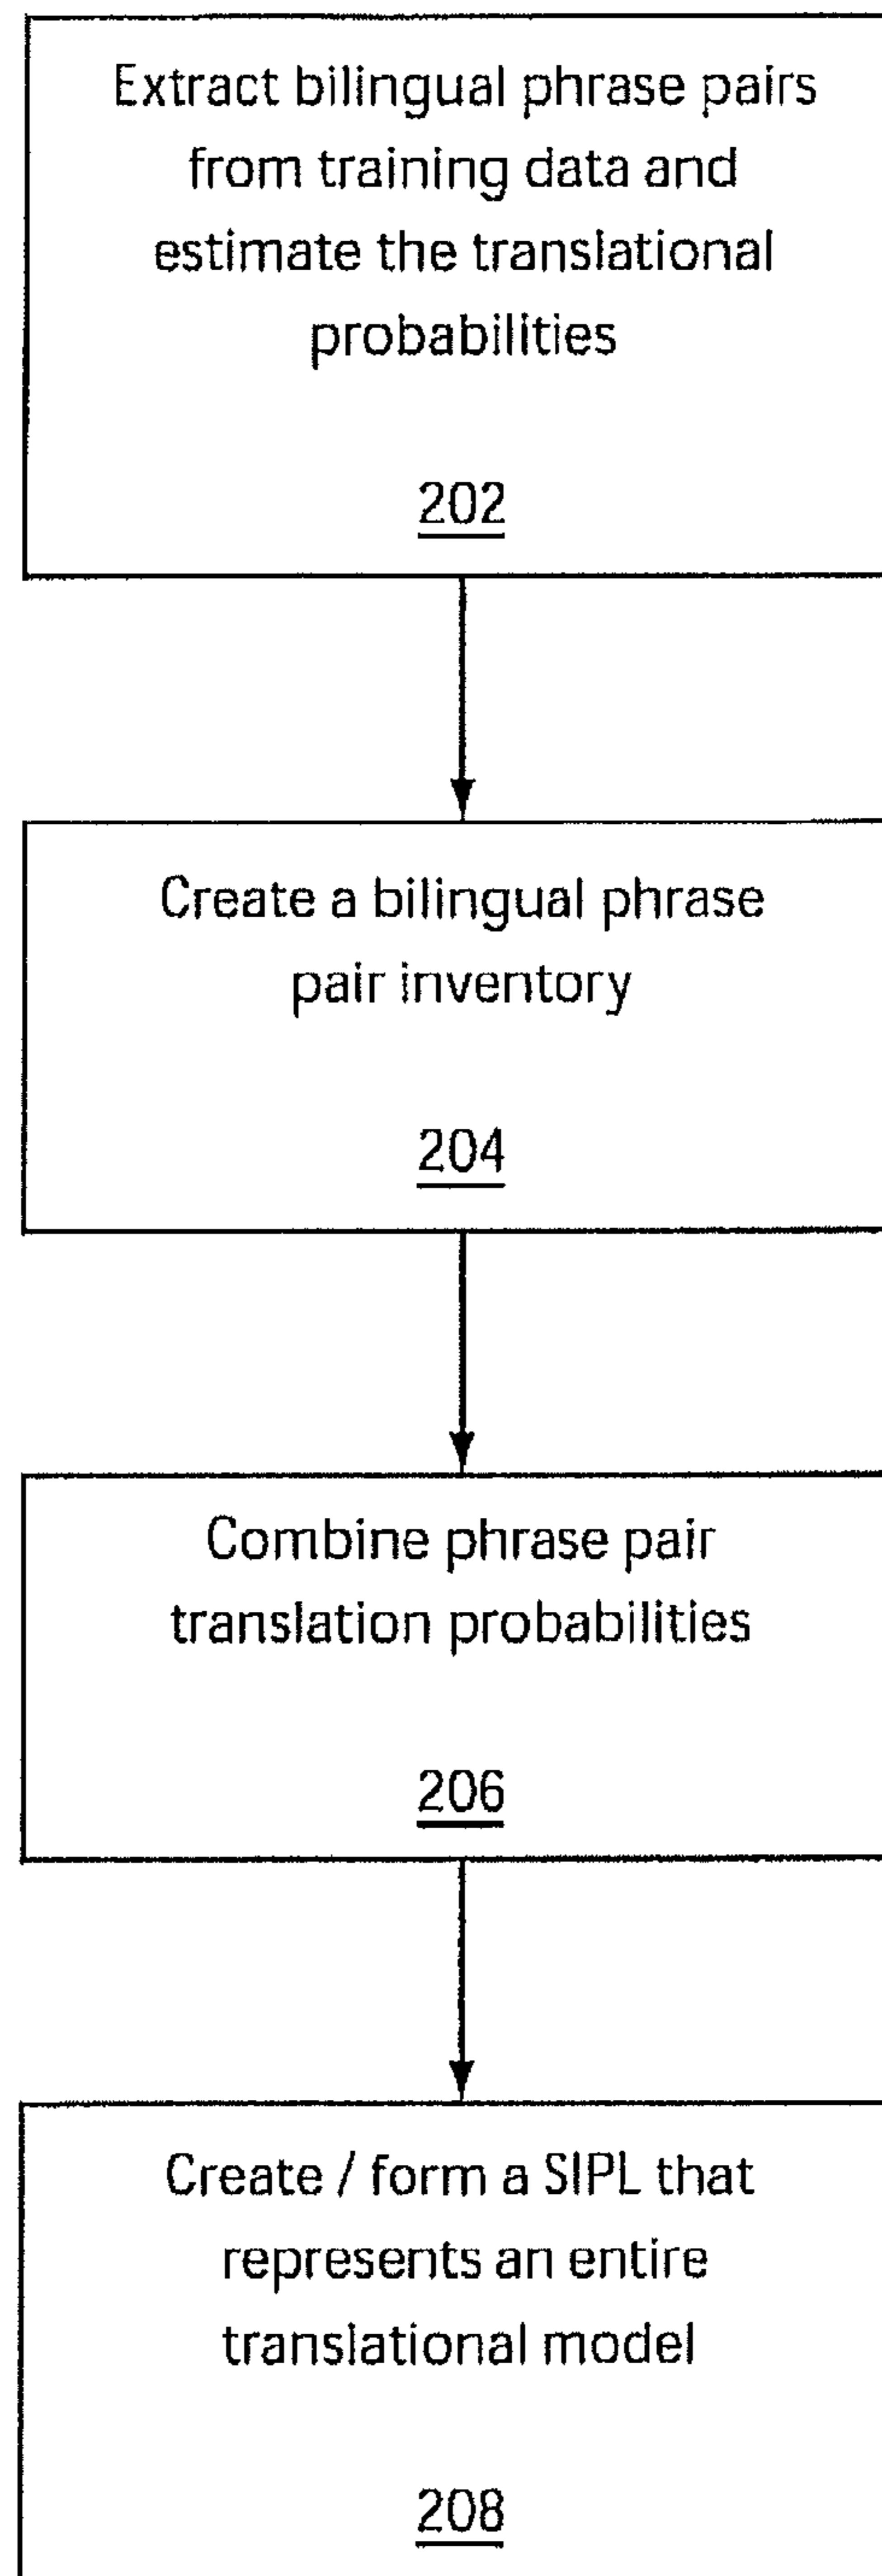 Extract bilingual phrase pairs
from training data and
estimate the translational
probabilities
202
Create a bilingual phrase
pair inventory
204
Combine phrase pair
translation probabilities
206
Create / form a SIPL that
represents an entire
translational model
208